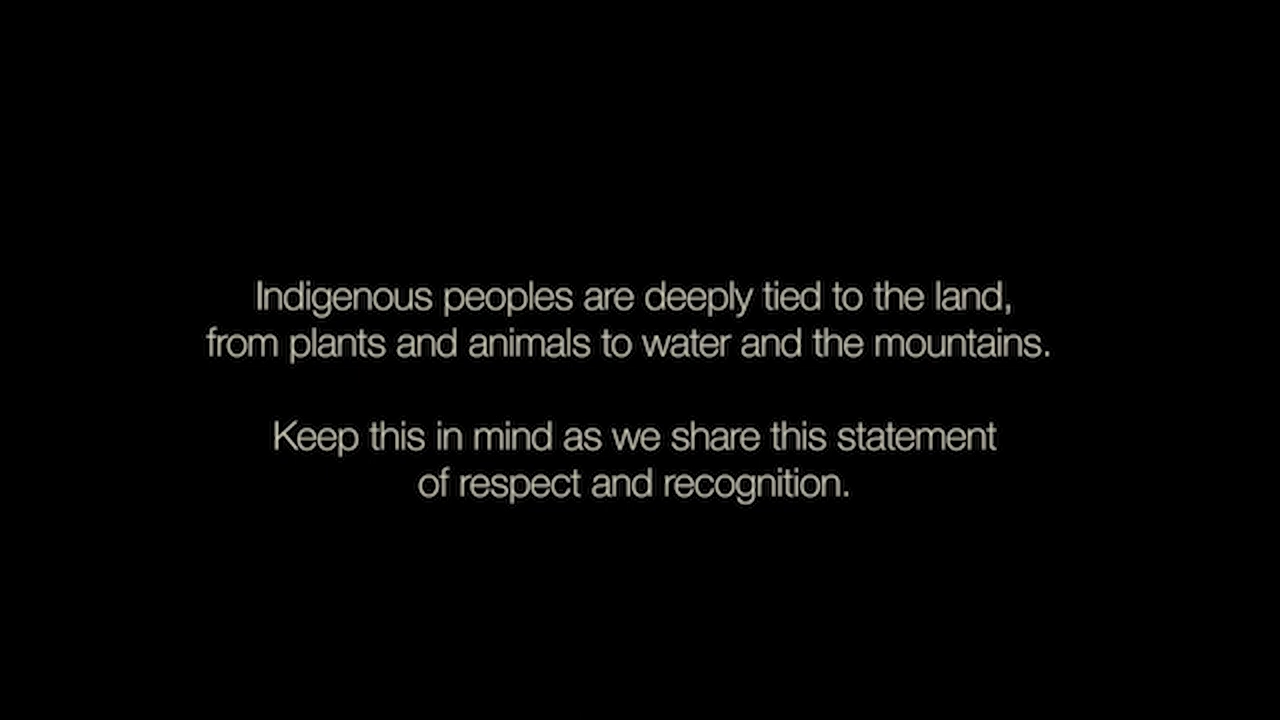 Indigenous peoples are deeply tied to the land,
from plants and animals to water and the mountains.
Keep this in mind as we share this statement
of respect and recognition.